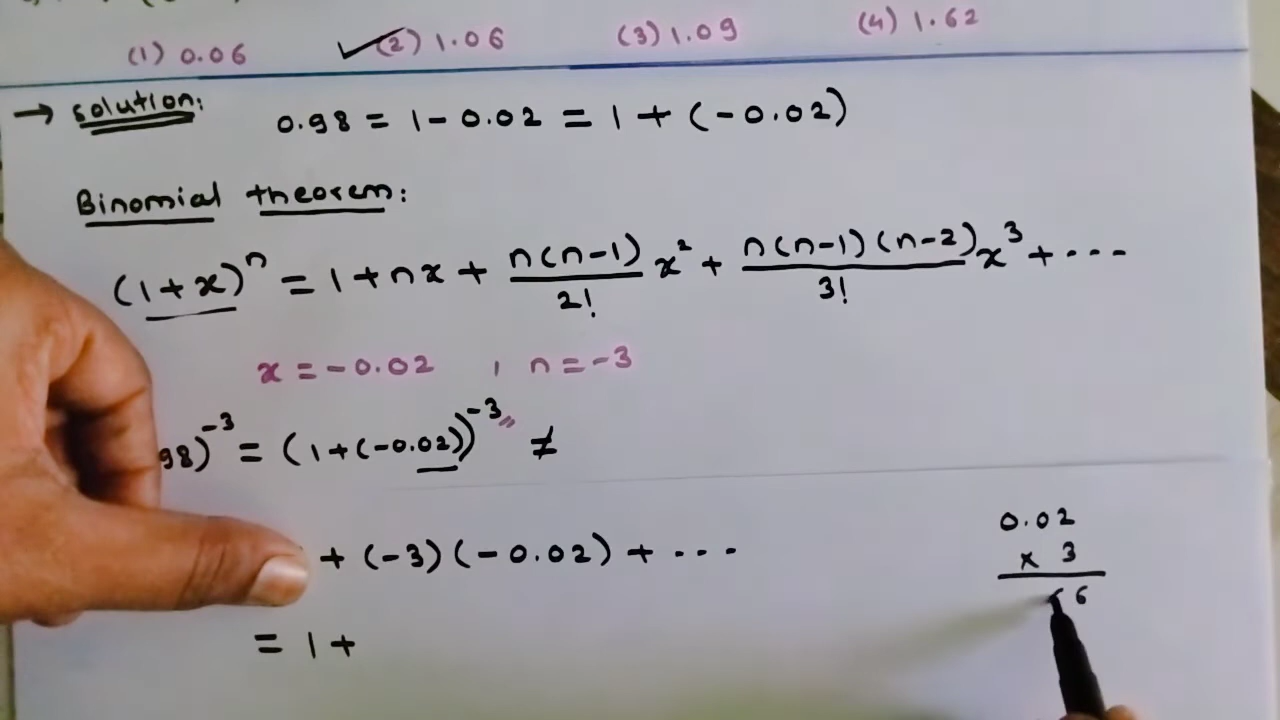 (1) 0.06 (2) 1.06 (3) 1.09 (4) 1.62
→ Solution: 0.98 = 1 - 0.02 = 1 + (-0.02)
Binomial theorem:
(1+x)^n = 1 + nx + n(n-1)/2! x² + n(n-1)(n-2)/3! x³ + ...
x = -0.02 , n = -3
98)^-3 = (1+(-0.02))^-3 ≠
+ (-3)(-0.02) + ...
= 1 +
0.02
x 3
6